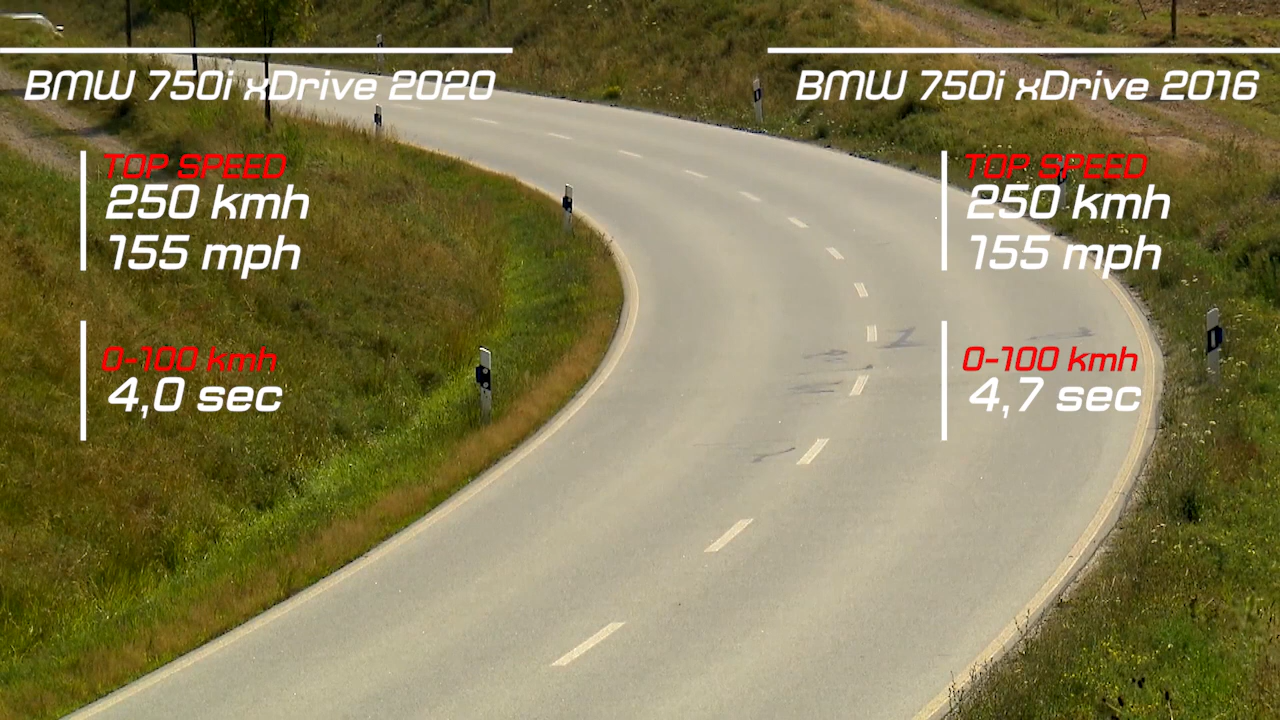 BMW 750i xDrive 2020
TOP SPEED
250 kmh
155 mph
0-100 kmh
4,0 sec
BMW 750i xDrive 2016
TOP SPEED
250 kmh
155 mph
0-100 kmh
4,7 sec